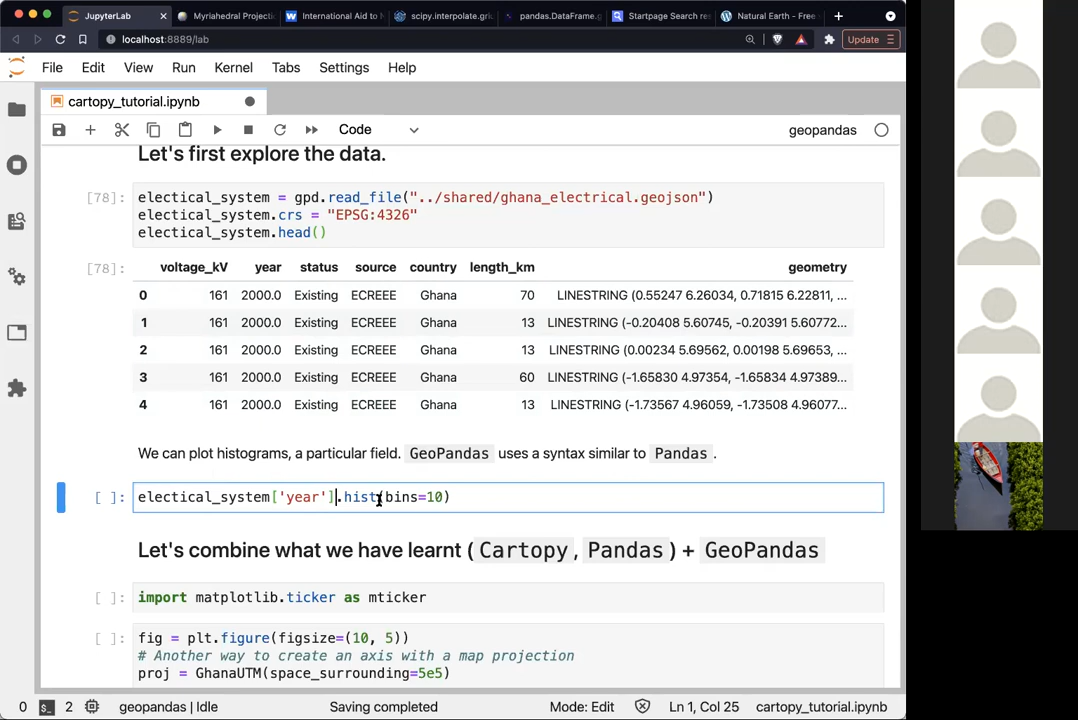 JupyterLab
Myriahedral Projecti
International Aid to N
scipy.interpolate.gri
pandas.DataFrame.g
Startpage Search res
Natural Earth - Free
localhost:8889/lab
Update
File Edit View Run Kernel Tabs Settings Help
cartopy_tutorial.ipynb
Code
geopandas
Let's first explore the data.
[78]: electical_system = gpd.read_file("../shared/ghana_electrical.geojson")
electical_system.crs = "EPSG:4326"
electical_system.head()
[78]: voltage_kV year status source country length_km geometry
0 161 2000.0 Existing ECREEE Ghana 70 LINESTRING (0.55247 6.26034, 0.71815 6.22811, ...
1 161 2000.0 Existing ECREEE Ghana 13 LINESTRING (-0.20408 5.60745, -0.20391 5.60772...
2 161 2000.0 Existing ECREEE Ghana 13 LINESTRING (0.00234 5.69562, 0.00198 5.69653, ...
3 161 2000.0 Existing ECREEE Ghana 60 LINESTRING (-1.65830 4.97354, -1.65834 4.97389...
4 161 2000.0 Existing ECREEE Ghana 13 LINESTRING (-1.73567 4.96059, -1.73508 4.96077...
We can plot histograms, a particular field. GeoPandas uses a syntax similar to Pandas .
[ ]: electical_system['year'].hist(bins=10)
Let's combine what we have learnt (Cartopy, Pandas) + GeoPandas
[ ]: import matplotlib.ticker as mticker
[ ]: fig = plt.figure(figsize=(10, 5))
# Another way to create an axis with a map projection
proj = GhanaUTM(space_surrounding=5e5)
0 2 geopandas | Idle Saving completed Mode: Edit Ln 1, Col 25 cartopy_tutorial.ipynb